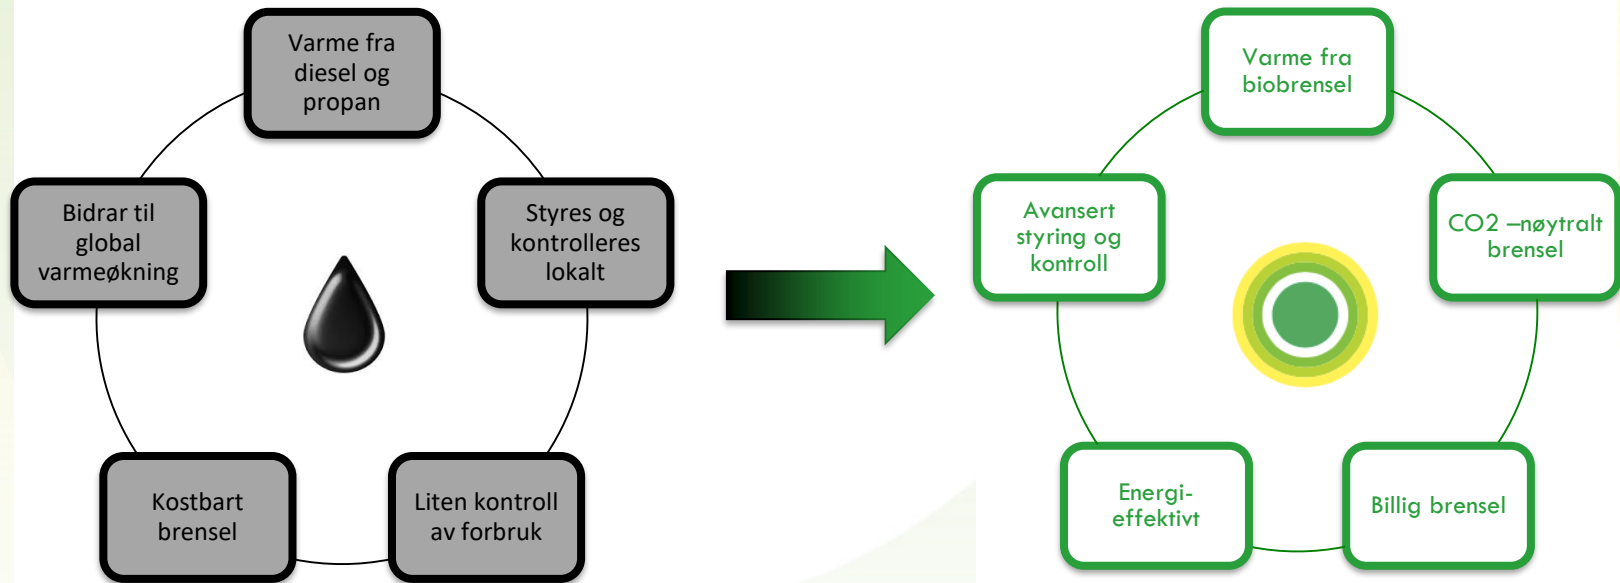 Varme fra
diesel og
propan
Styres og
kontrolleres
lokalt
Liten kontroll
av forbruk
Kostbart
brensel
Bidrar til
global
varmeøkning
Varme fra
biobrensel
CO2 –nøytralt
brensel
Billig brensel
Energi-
effektivt
Avansert
styring og
kontroll